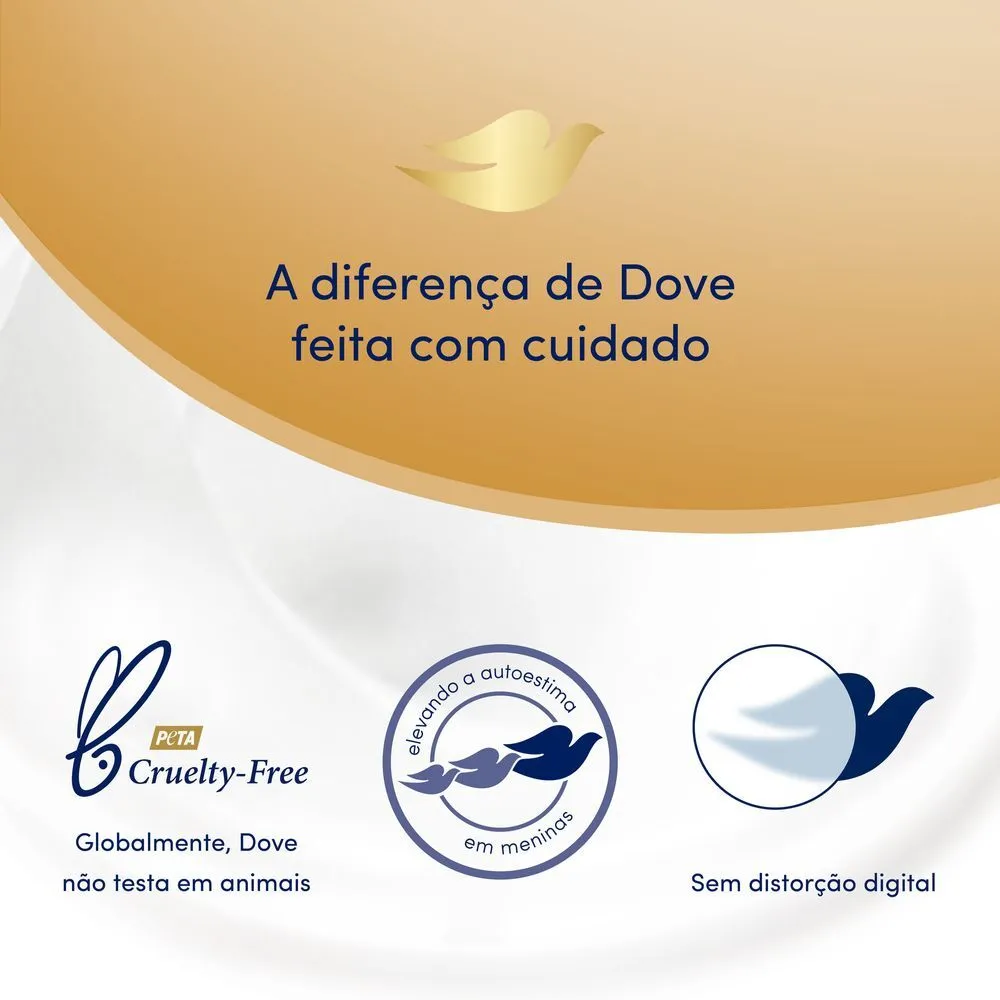 A diferença de Dove
feita com cuidado
PETA
Cruelty-Free
Globalmente, Dove
não testa em animais
elevando a autoestima
em meninas
Sem distorção digital